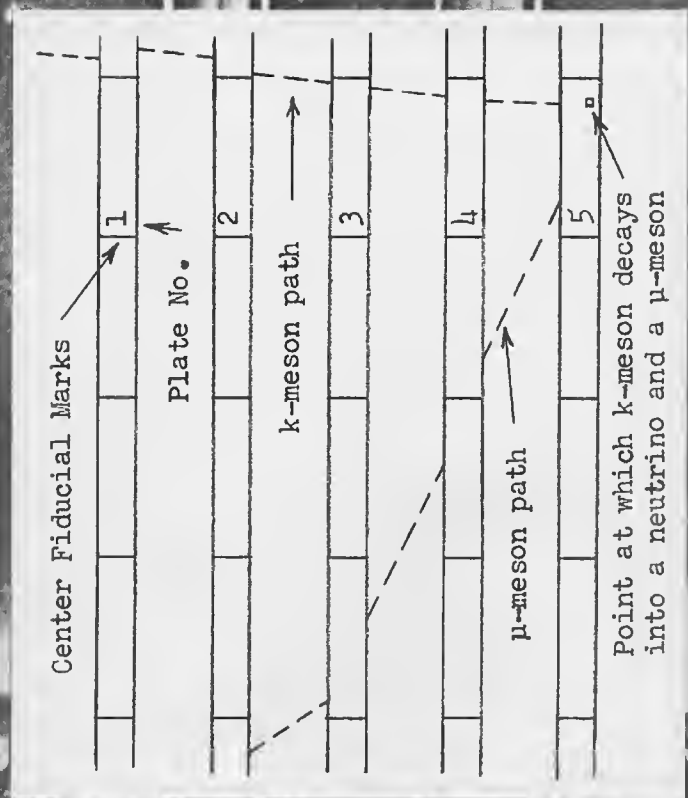 Center Fiducial Marks
1
2
3
4
5
Plate No.
k-meson path
μ-meson path
Point at which k-meson decays
into a neutrino and a μ-meson